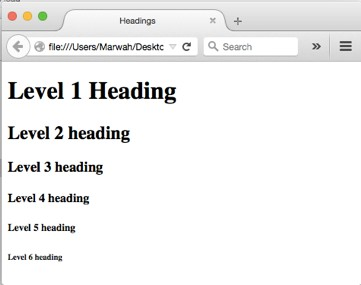 Headings
file:///Users/Marwah/Desktc
Search
Level 1 Heading
Level 2 heading
Level 3 heading
Level 4 heading
Level 5 heading
Level 6 heading